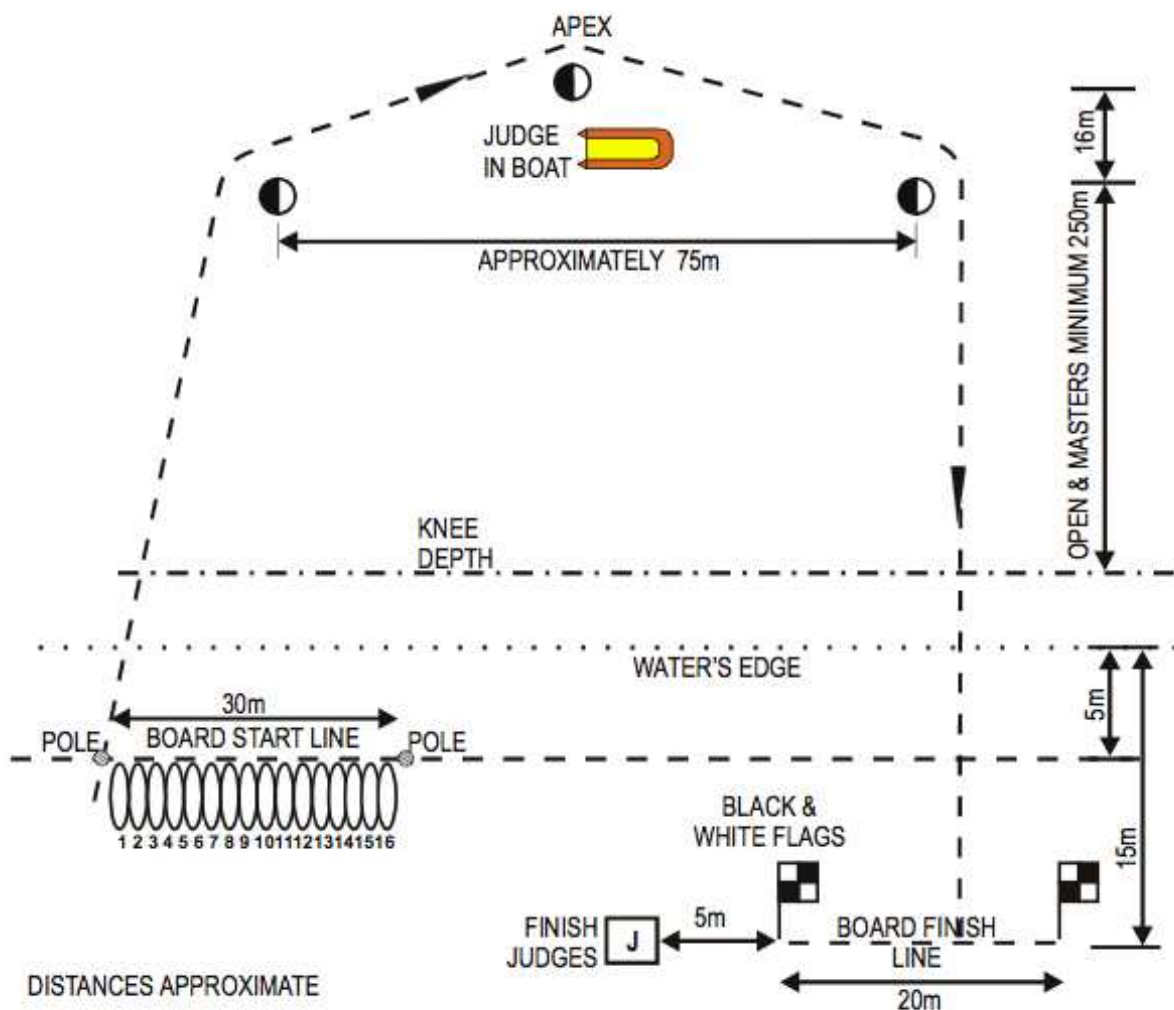 APEX
JUDGE
IN BOAT
16m
APPROXIMATELY 75m
OPEN & MASTERS MINIMUM 250m
KNEE
DEPTH
WATER'S EDGE
30m
5m
POLE
BOARD START LINE
POLE
1 2 3 4 5 6 7 8 9 10 11 12 13 14 15 16
BLACK &
WHITE FLAGS
15m
FINISH
JUDGES
J
5m
BOARD FINISH
LINE
20m
DISTANCES APPROXIMATE